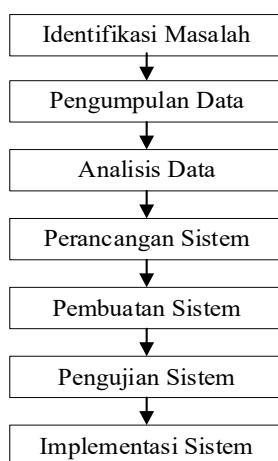 Identifikasi Masalah
Pengumpulan Data
Analisis Data
Perancangan Sistem
Pembuatan Sistem
Pengujian Sistem
Implementasi Sistem